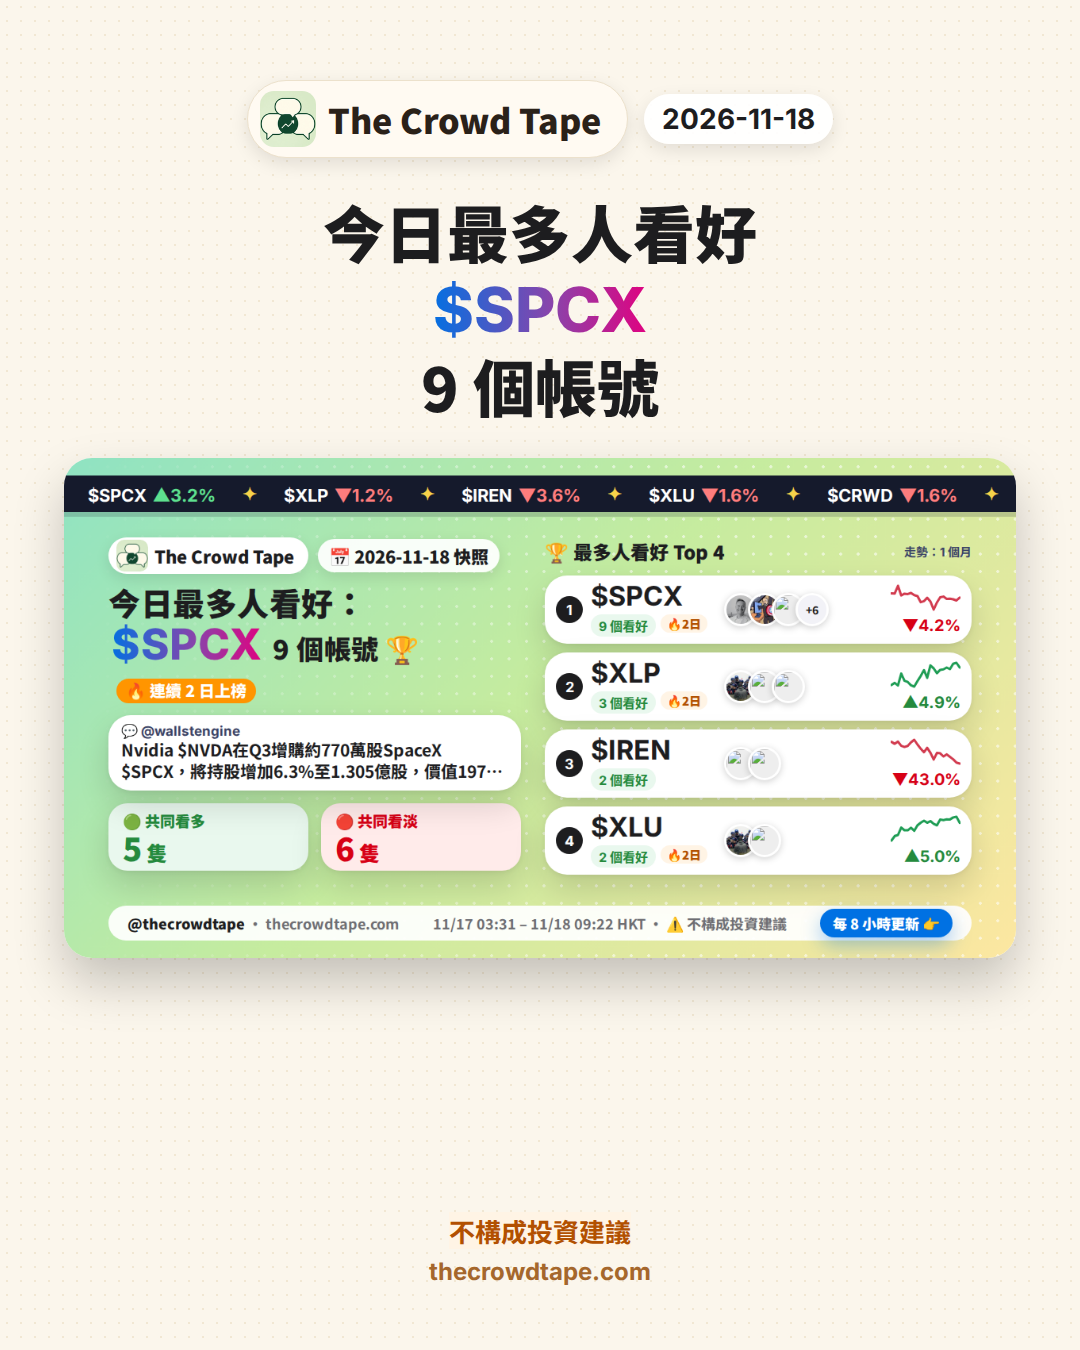 The Crowd Tape
2026-11-18
今日最多人看好
$SPCX
9 個帳號
$SPCX ▲3.2% ✦ $XLP ▼1.2% ✦ $IREN ▼3.6% ✦ $XLU ▼1.6% ✦ $CRWD ▼1.6% ✦
The Crowd Tape
📅 2026-11-18 快照
今日最多人看好：
$SPCX 9 個帳號 🏆
🔥 連續 2 日上榜
💬 @wallstengine
Nvidia $NVDA在Q3增購約770萬股SpaceX
$SPCX，將持股增加6.3%至1.305億股，價值197…
🟢 共同看多
5 隻
🔴 共同看淡
6 隻
🏆 最多人看好 Top 4
走勢：1 個月
1
$SPCX
9 個看好 🔥2日
+6
▼4.2%
2
$XLP
3 個看好 🔥2日
▲4.9%
3
$IREN
2 個看好
▼43.0%
4
$XLU
2 個看好 🔥2日
▲5.0%
@thecrowdtape • thecrowdtape.com
11/17 03:31 – 11/18 09:22 HKT • ⚠️ 不構成投資建議
每 8 小時更新 👉
不構成投資建議
thecrowdtape.com